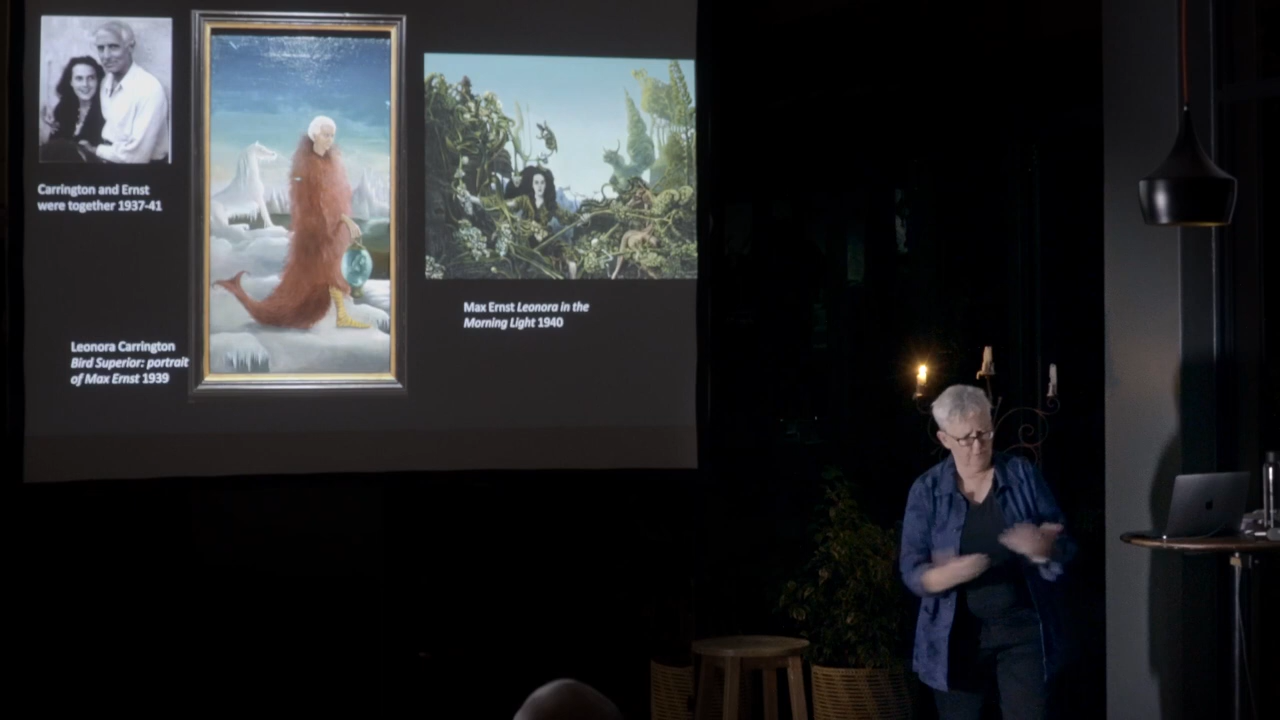 Carrington and Ernst
were together 1937-41
Leonora Carrington
Bird Superior: portrait
of Max Ernst 1939
Max Ernst Leonora in the
Morning Light 1940